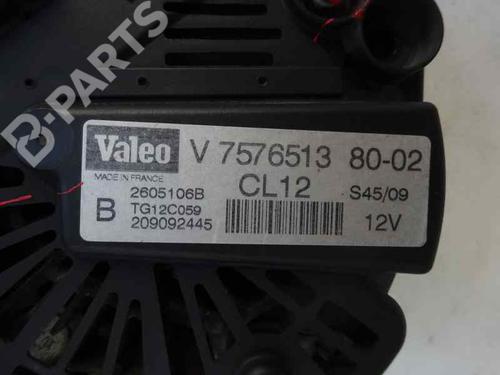 B-PARTS
Valeo V 7576513 80-02
MADE IN FRANCE
2605106B CL12 S45/09
B TG12C059 12V
209092445